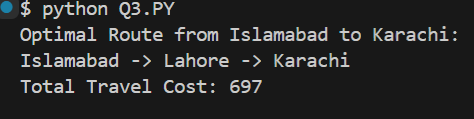 $ python Q3.PY
Optimal Route from Islamabad to Karachi:
Islamabad -> Lahore -> Karachi
Total Travel Cost: 697